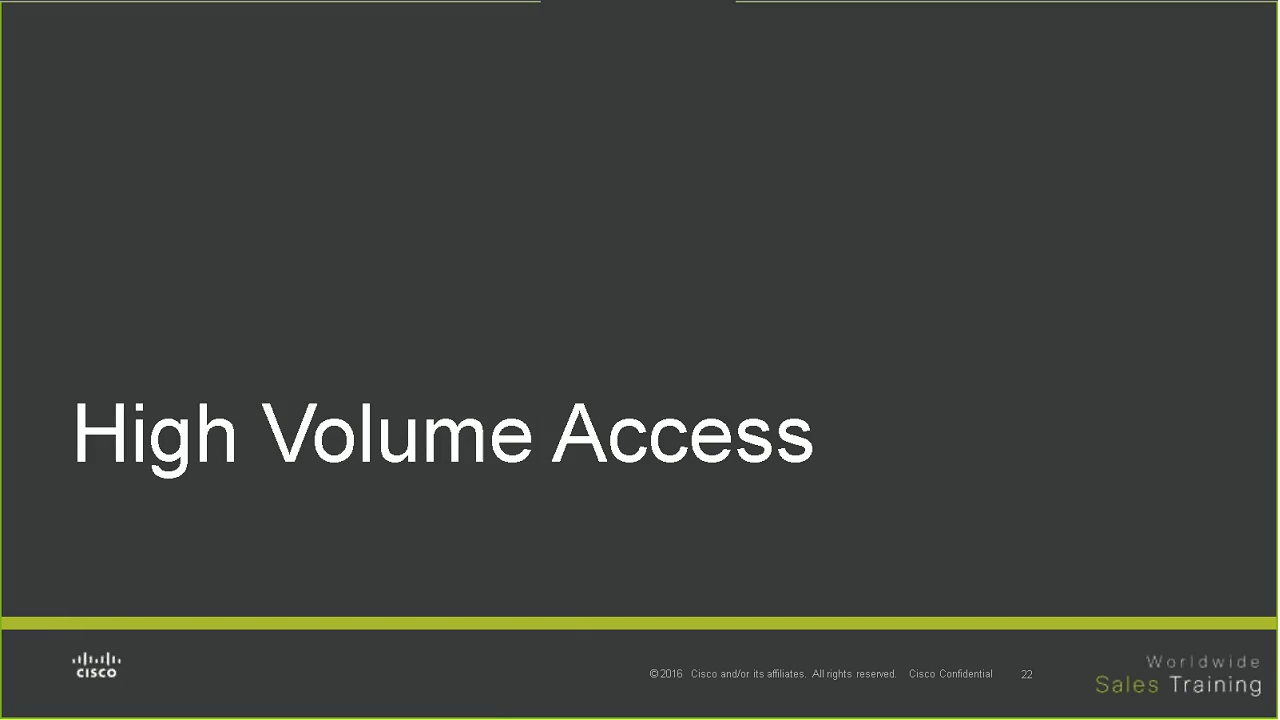 High Volume Access
CISCO
© 2016 Cisco and/or its affiliates. All rights reserved. Cisco Confidential 22
Worldwide
Sales Training